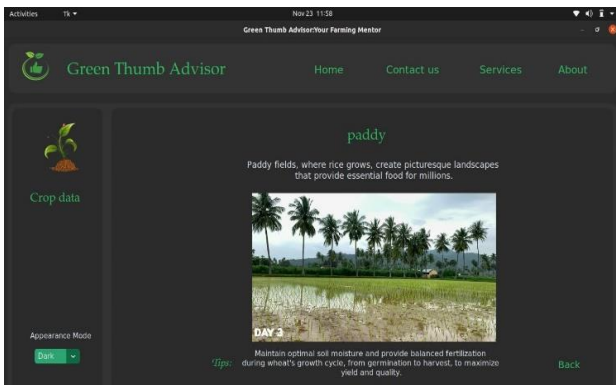 Activities Tk Nov 23 11:58
Green Thumb Advisor:Your Farming Mentor
Green Thumb Advisor Home Contact us Services About
paddy
Paddy fields, where rice grows, create picturesque landscapes
that provide essential food for millions.
Crop data
DAY 3
Appearance Mode
Dark
Tips: Maintain optimal soil moisture and provide balanced fertilization
during wheat's growth cycle, from germination to harvest, to maximize
yield and quality.
Back